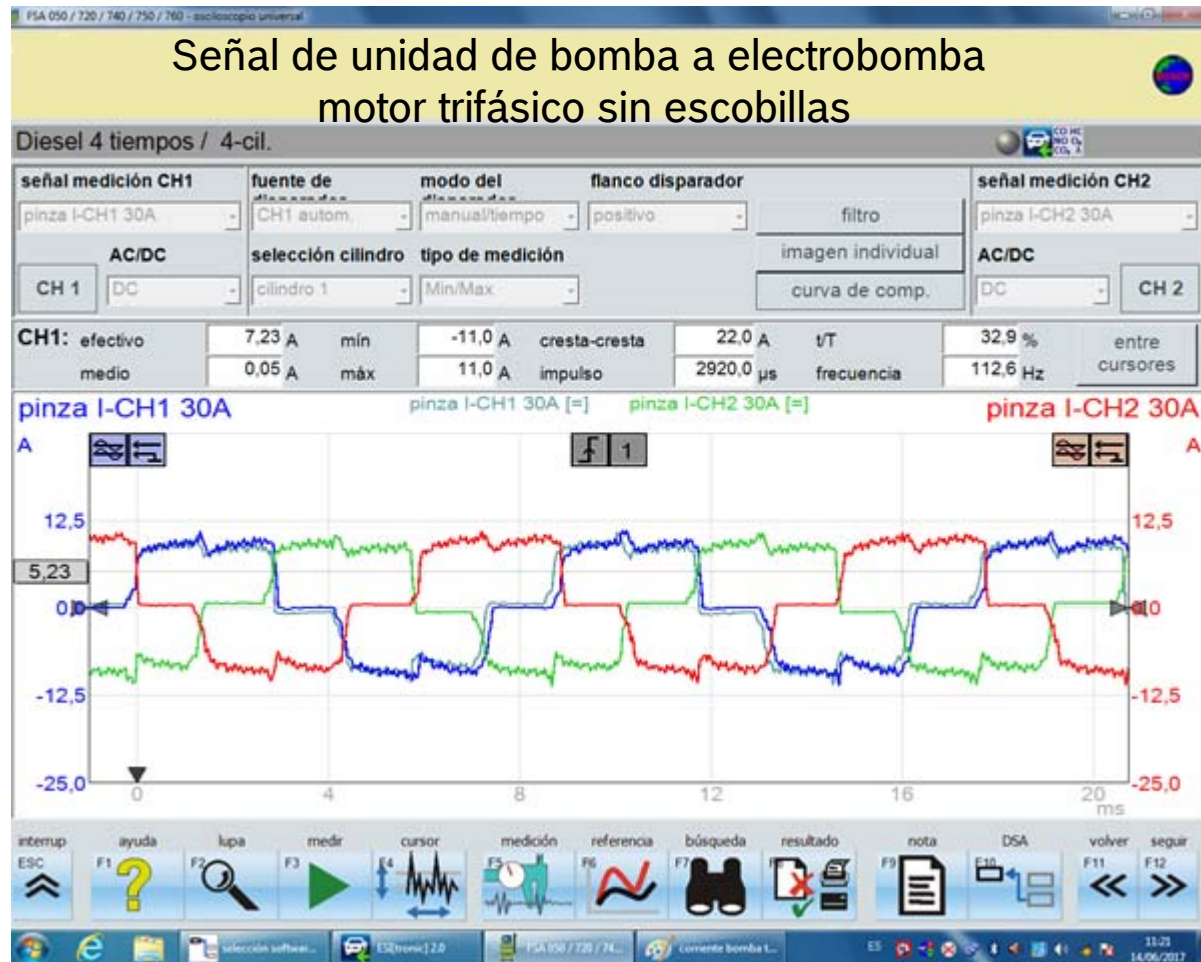 FSA 050 / 720 / 740 / 750 / 760 - osciloscopio universal
Señal de unidad de bomba a electrobomba
motor trifásico sin escobillas
Diesel 4 tiempos / 4-cil.
señal medición CH1 fuente de modo del flanco disparador señal medición CH2
pinza I-CH1 30A CH1 autom. manual/tiempo positivo filtro pinza I-CH2 30A
AC/DC selección cilindro tipo de medición imagen individual AC/DC
CH 1 DC cilindro 1 Min/Max curva de comp. DC CH 2
CH1: efectivo 7,23 A mín -11,0 A cresta-cresta 22,0 A t/T 32,9 % entre
medio 0,05 A máx 11,0 A impulso 2920,0 µs frecuencia 112,6 Hz cursores
pinza I-CH1 30A pinza I-CH1 30A [=] pinza I-CH2 30A [=] pinza I-CH2 30A
A 1 A
12,5 12,5
5,23
0,0 0,0
-12,5 -12,5
-25,0 -25,0
0 4 8 12 16 20
ms
interrup ayuda lupa medir cursor medición referencia búsqueda resultado nota DSA volver seguir
ESC F1 F2 F3 F4 F5 F6 F7 F9 F10 F11 F12
selección softwar... ES[tronic] 2.0 FSA 050 / 720 / 74... corriente bomba t... ES 11:21
14/06/2017